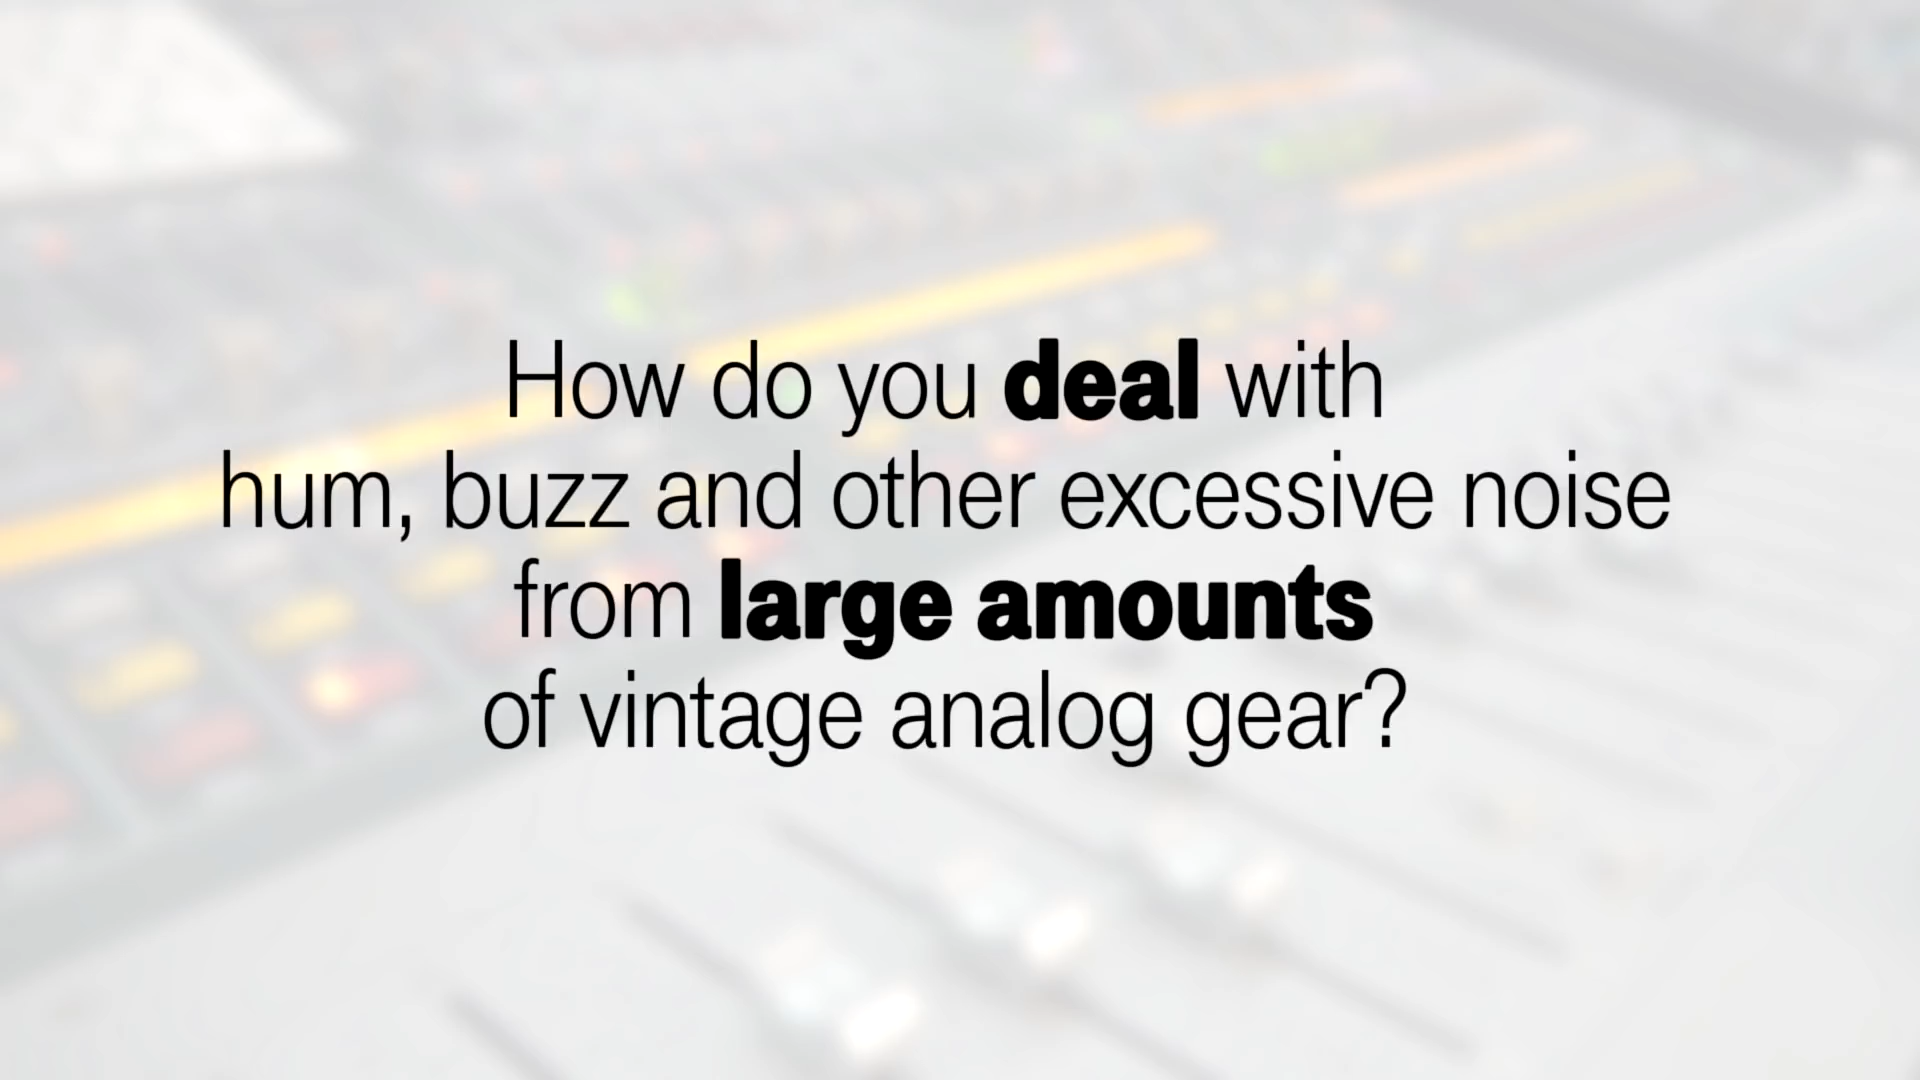 How do you deal with
hum, buzz and other excessive noise
from large amounts
of vintage analog gear?